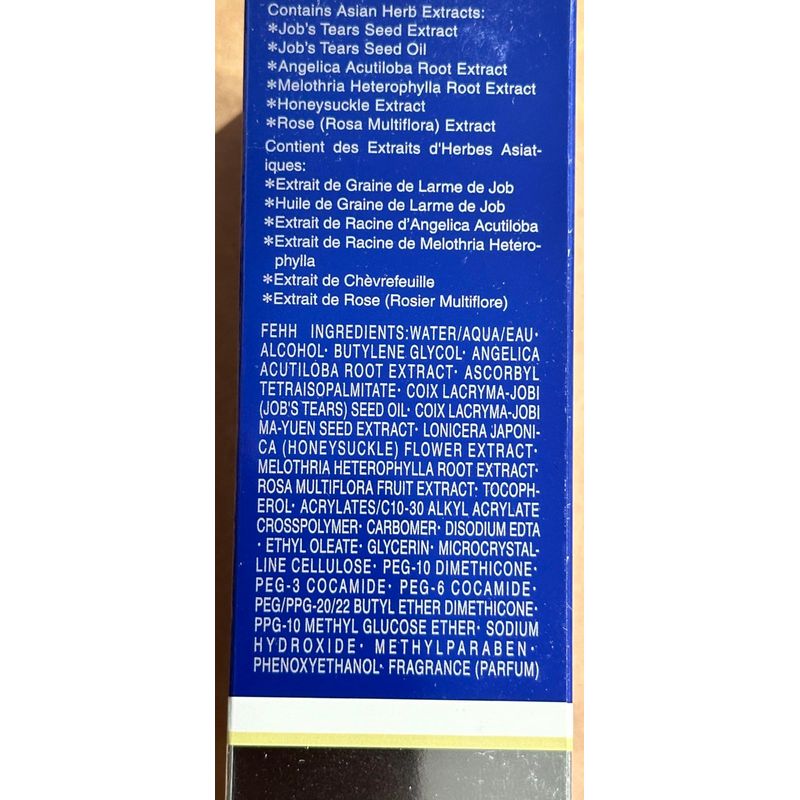 Contains Asian Herb Extracts:
*Job's Tears Seed Extract
*Job's Tears Seed Oil
*Angelica Acutiloba Root Extract
*Melothria Heterophylla Root Extract
*Honeysuckle Extract
*Rose (Rosa Multiflora) Extract
Contient des Extraits d'Herbes Asiat-
iques:
*Extrait de Graine de Larme de Job
*Huile de Graine de Larme de Job
*Extrait de Racine d'Angelica Acutiloba
*Extrait de Racine de Melothria Hetero-
phylla
*Extrait de Chèvrefeuille
*Extrait de Rose (Rosier Multiflore)
FEHH INGREDIENTS:WATER/AQUA/EAU·
ALCOHOL· BUTYLENE GLYCOL· ANGELICA
ACUTILOBA ROOT EXTRACT· ASCORBYL
TETRAISOPALMITATE· COIX LACRYMA-JOBI
(JOB'S TEARS) SEED OIL· COIX LACRYMA-JOBI
MA-YUEN SEED EXTRACT· LONICERA JAPONI-
CA (HONEYSUCKLE) FLOWER EXTRACT·
MELOTHRIA HETEROPHYLLA ROOT EXTRACT·
ROSA MULTIFLORA FRUIT EXTRACT· TOCOPH-
EROL· ACRYLATES/C10-30 ALKYL ACRYLATE
CROSSPOLYMER· CARBOMER· DISODIUM EDTA
· ETHYL OLEATE· GLYCERIN· MICROCRYSTAL-
LINE CELLULOSE· PEG-10 DIMETHICONE·
PEG-3 COCAMIDE· PEG-6 COCAMIDE·
PEG/PPG-20/22 BUTYL ETHER DIMETHICONE·
PPG-10 METHYL GLUCOSE ETHER· SODIUM
HYDROXIDE· METHYLPARABEN·
PHENOXYETHANOL· FRAGRANCE (PARFUM)